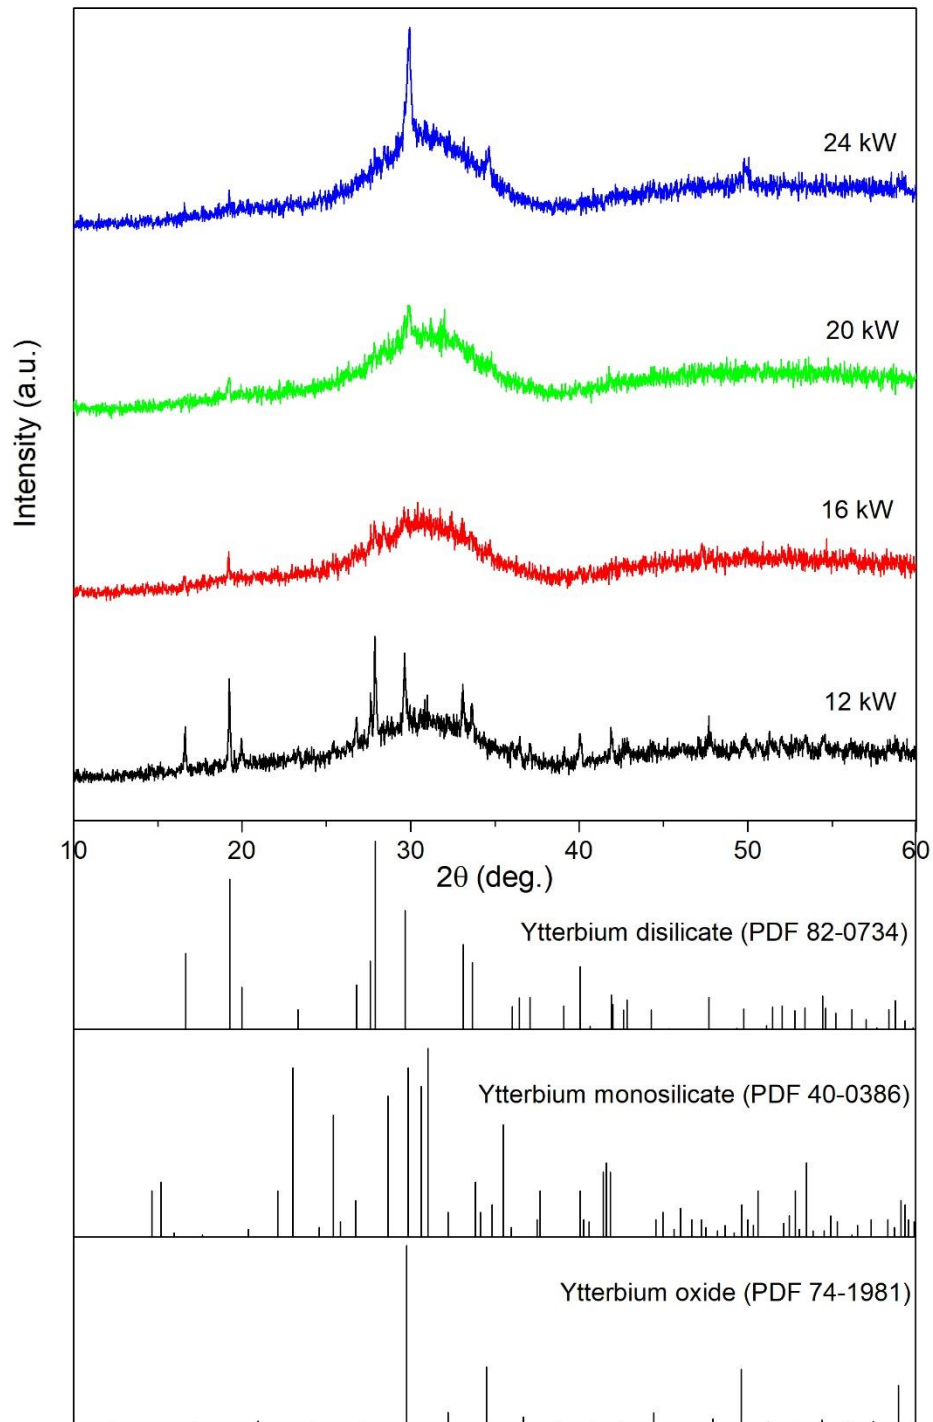 24 kW
20 kW
Intensity (a.u.)
16 kW
12 kW
10 20 30 40 50 60
2θ (deg.)
Ytterbium disilicate (PDF 82-0734)
Ytterbium monosilicate (PDF 40-0386)
Ytterbium oxide (PDF 74-1981)